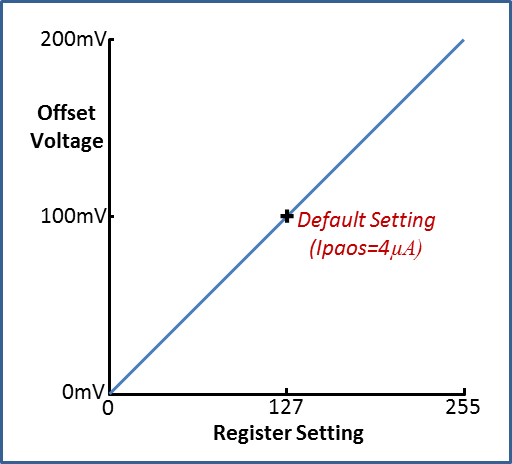 200mV
Offset
Voltage
100mV
Default Setting
(Ipaos=4μA)
0mV
0
127
255
Register Setting